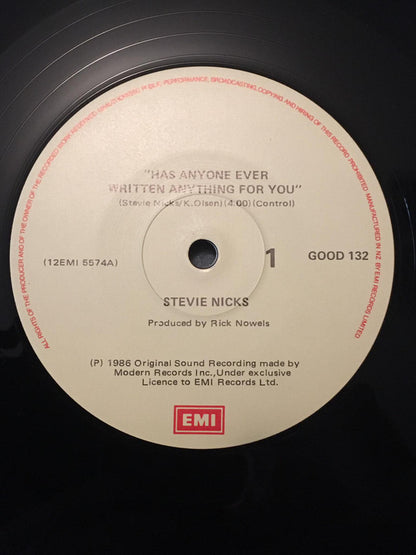 ALL RIGHTS OF THE PRODUCER AND OF THE OWNER OF THE RECORDED WORK RESERVED. UNAUTHORISED PUBLIC PERFORMANCE, BROADCASTING, COPYING AND HIRING OF THIS RECORD PROHIBITED. MANUFACTURED IN NZ BY EMI RECORDS LIMITED
"HAS ANYONE EVER
WRITTEN ANYTHING FOR YOU"
(Stevie Nicks/K.Olsen)(4:00)(Control)
(12EMI 5574A)
1
GOOD 132
STEVIE NICKS
Produced by Rick Nowels
(P) 1986 Original Sound Recording made by
Modern Records Inc.,Under exclusive
Licence to EMI Records Ltd.
EMI